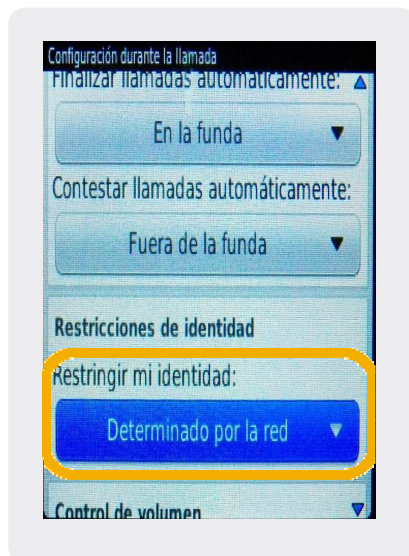 Configuración durante la llamada
Finalizar llamadas automáticamente:
En la funda
Contestar llamadas automáticamente:
Fuera de la funda
Restricciones de identidad
Restringir mi identidad:
Determinado por la red
Control de volumen